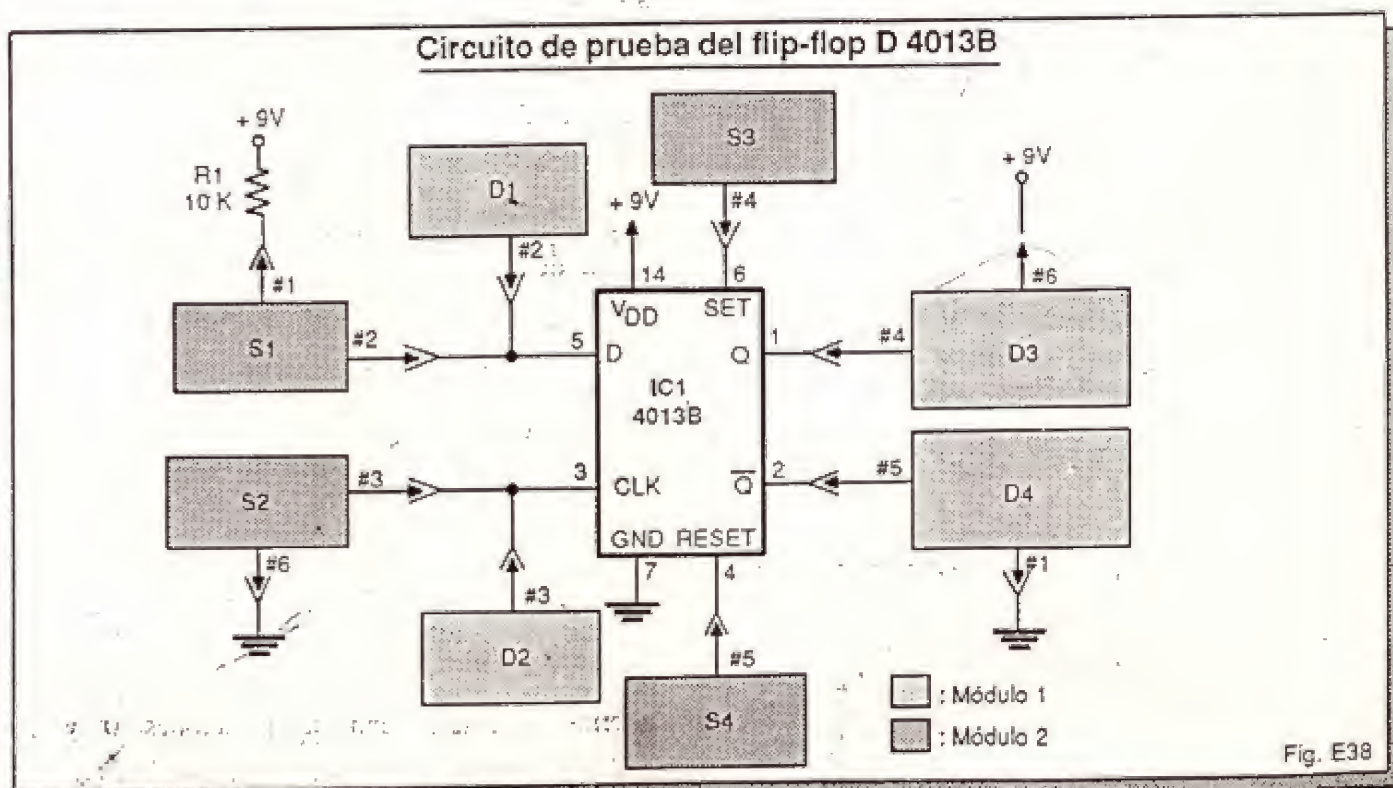 Circuito de prueba del flip-flop D 4013B
+ 9V
R1
10 K
#1
S1
#2
D1
#2
S3
#4
+ 9V
14
6
V_DD
SET
5
D
Q
1
IC1
4013B
#4
D3
+ 9V
#6
S2
#3
#6
3
CLK
Q̅
2
#5
D4
#1
GND
RESET
7
4
#3
D2
#5
S4
: Módulo 1
: Módulo 2
Fig. E38